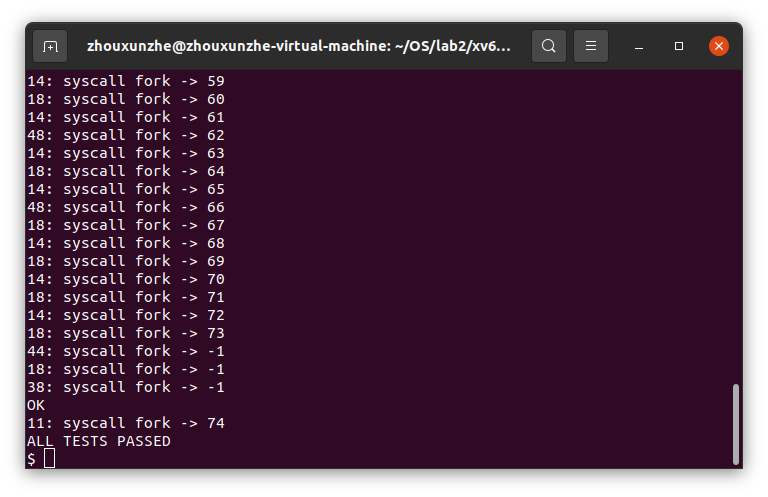 zhouxunzhe@zhouxunzhe-virtual-machine: ~/OS/lab2/xv6...
14: syscall fork -> 59
18: syscall fork -> 60
14: syscall fork -> 61
48: syscall fork -> 62
14: syscall fork -> 63
18: syscall fork -> 64
14: syscall fork -> 65
48: syscall fork -> 66
18: syscall fork -> 67
14: syscall fork -> 68
18: syscall fork -> 69
14: syscall fork -> 70
18: syscall fork -> 71
14: syscall fork -> 72
18: syscall fork -> 73
44: syscall fork -> -1
18: syscall fork -> -1
38: syscall fork -> -1
OK
11: syscall fork -> 74
ALL TESTS PASSED
$